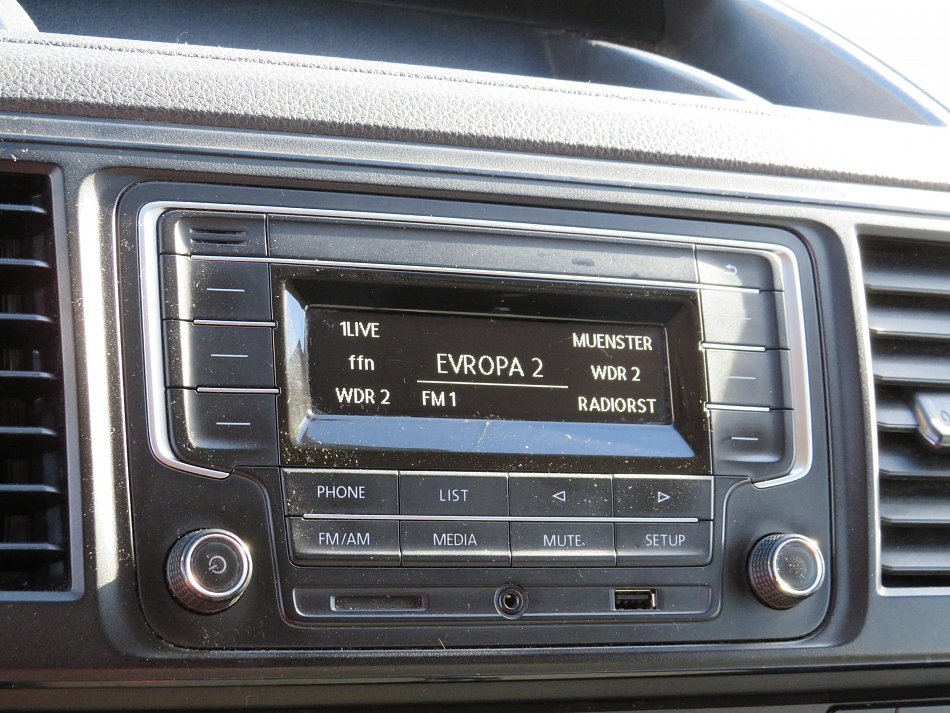 1LIVE
MUENSTER
ffn
EVROPA 2
WDR 2
WDR 2
FM 1
RADIORST
PHONE
LIST
FM/AM
MEDIA
MUTE
SETUP